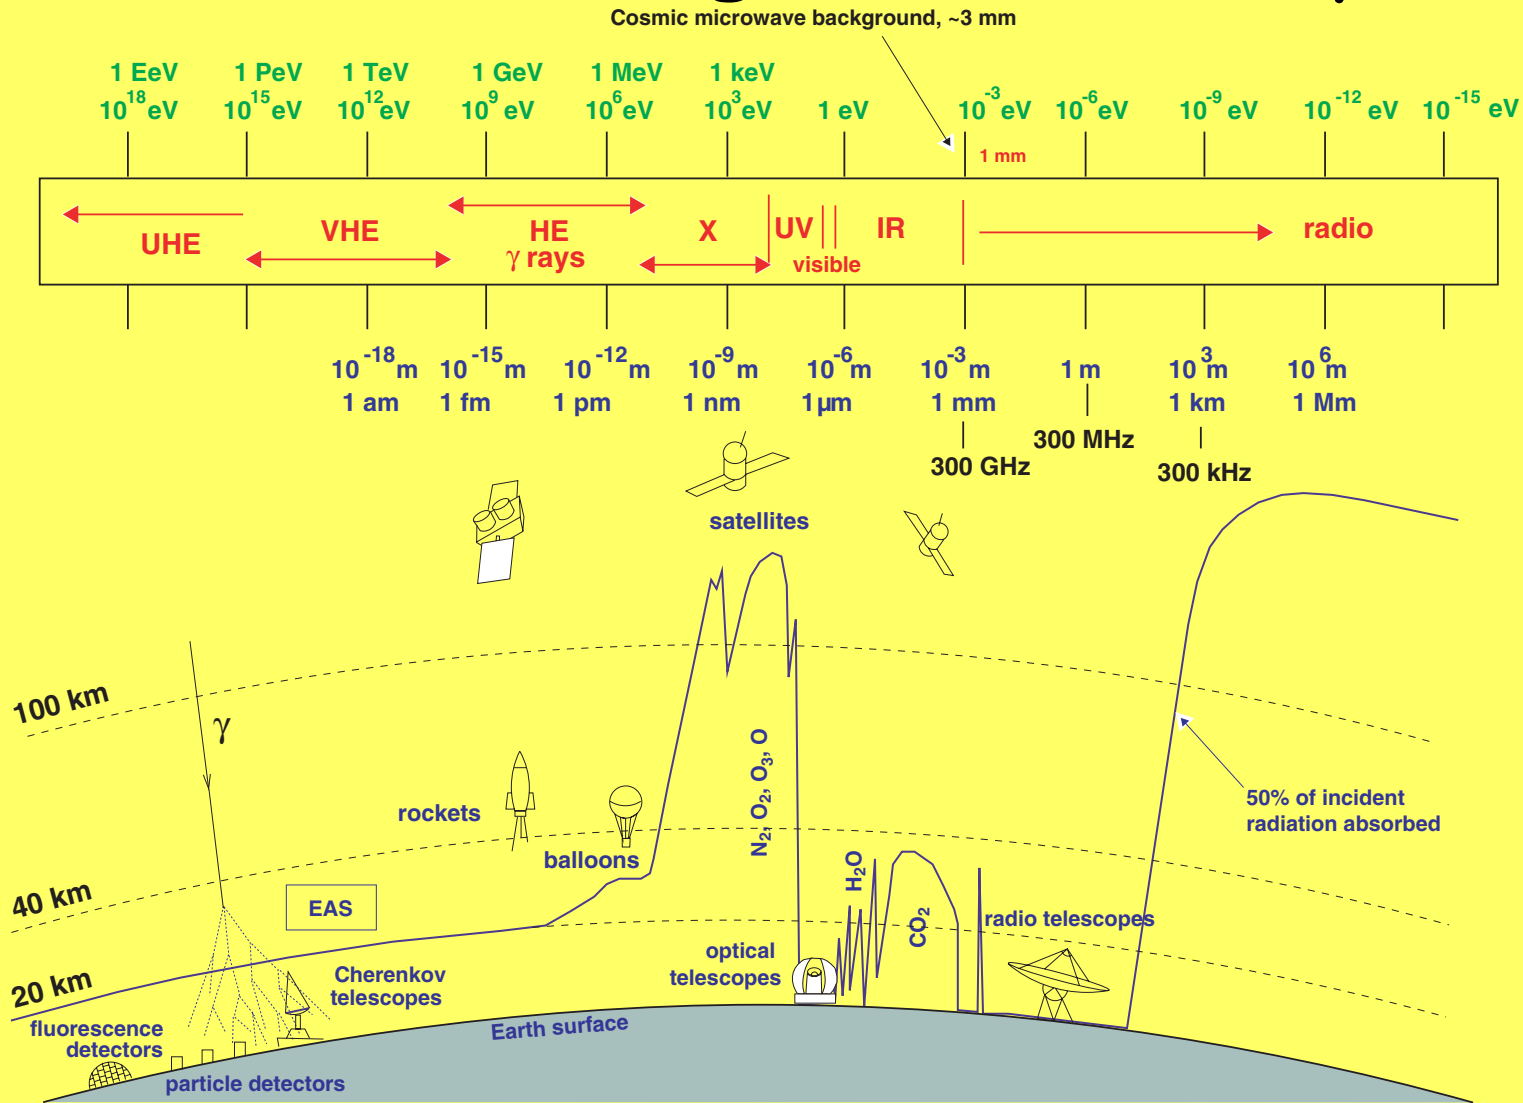 Cosmic microwave background, ~3 mm
1 EeV 1 PeV 1 TeV 1 GeV 1 MeV 1 keV
10^18 eV 10^15 eV 10^12 eV 10^9 eV 10^6 eV 10^3 eV 1 eV 10^-3 eV 10^-6 eV 10^-9 eV 10^-12 eV 10^-15 eV
1 mm
UHE VHE HE X UV IR radio
γ rays visible
10^-18 m 10^-15 m 10^-12 m 10^-9 m 10^-6 m 10^-3 m 1 m 10^3 m 10^6 m
1 am 1 fm 1 pm 1 nm 1µm 1 mm 1 km 1 Mm
300 MHz
300 GHz 300 kHz
satellites
100 km
γ
N₂, O₂, O₃, O
50% of incident
radiation absorbed
rockets
balloons
H₂O
40 km
EAS
CO₂
radio telescopes
optical
telescopes
20 km
Cherenkov
telescopes
fluorescence
detectors
Earth surface
particle detectors